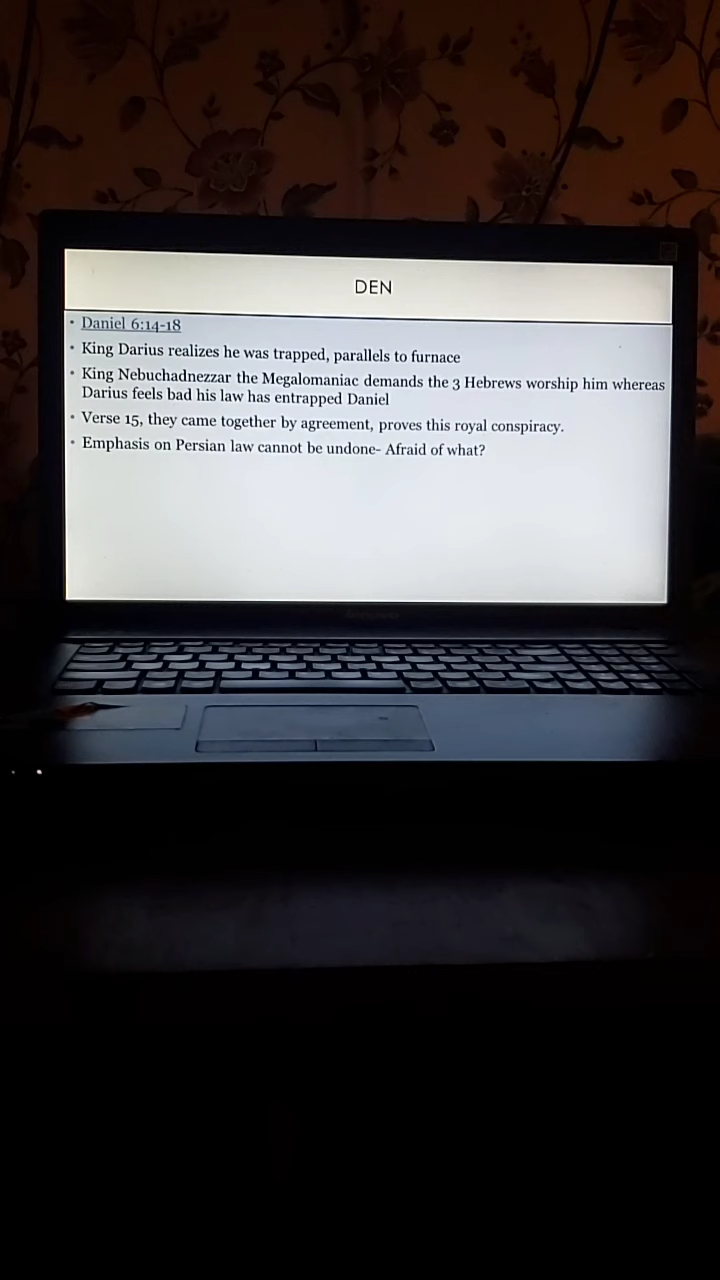 DEN
• Daniel 6:14-18
• King Darius realizes he was trapped, parallels to furnace
• King Nebuchadnezzar the Megalomaniac demands the 3 Hebrews worship him whereas
Darius feels bad his law has entrapped Daniel
• Verse 15, they came together by agreement, proves this royal conspiracy.
• Emphasis on Persian law cannot be undone- Afraid of what?